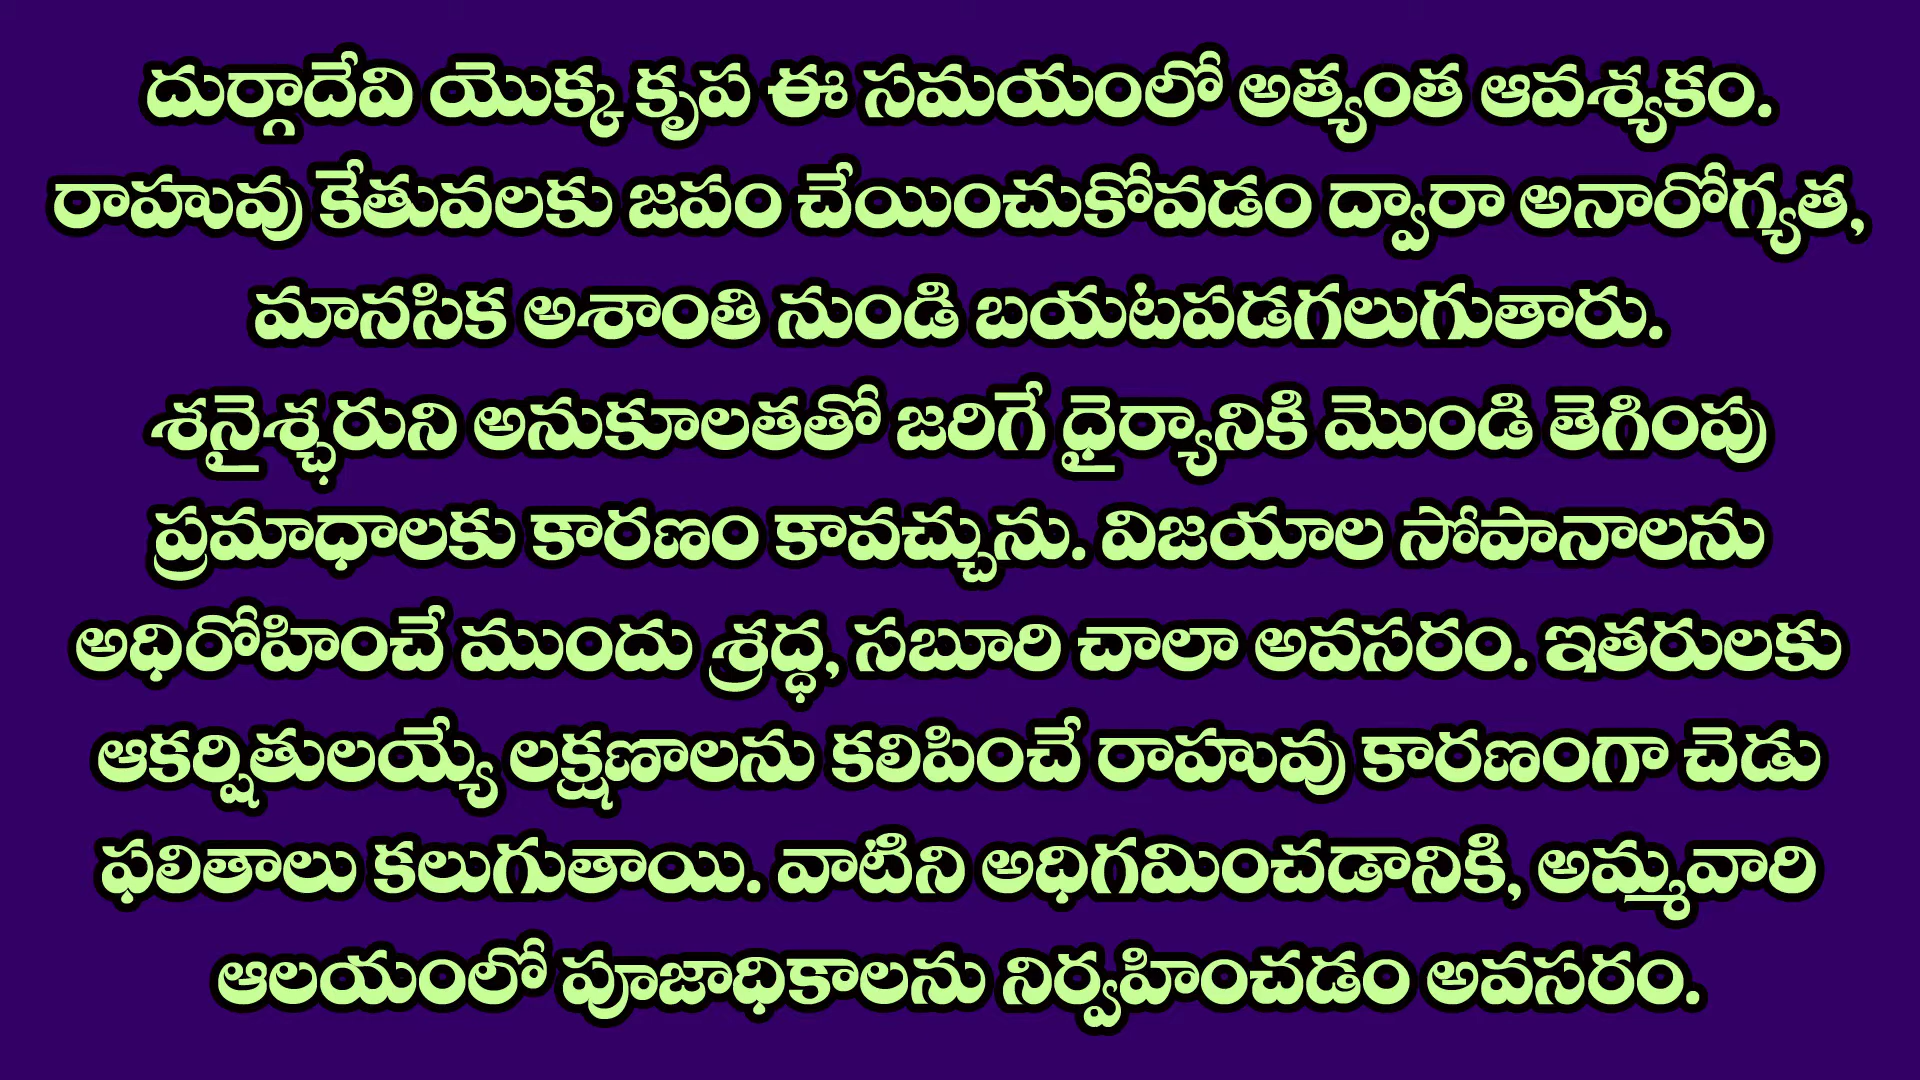 దుర్గాదేవి యొక్క కృప ఈ సమయంలో అత్యంత ఆవశ్యకం.
రాహువు కేతువలకు జపం చేయించుకోవడం ద్వారా అనారోగ్యత,
మానసిక అశాంతి నుండి బయటపడగలుగుతారు.
శనైశ్చరుని అనుకూలతతో జరిగే ధైర్యానికి మొండి తెగింపు
ప్రమాధాలకు కారణం కావచ్చును. విజయాల సోపానాలను
అధిరోహించే ముందు శ్రద్ధ, సబూరి చాలా అవసరం. ఇతరులకు
ఆకర్షితులయ్యే లక్షణాలను కలిపించే రాహువు కారణంగా చెడు
ఫలితాలు కలుగుతాయి. వాటిని అధిగమించడానికి, అమ్మవారి
ఆలయంలో పూజాధికాలను నిర్వహించడం అవసరం.